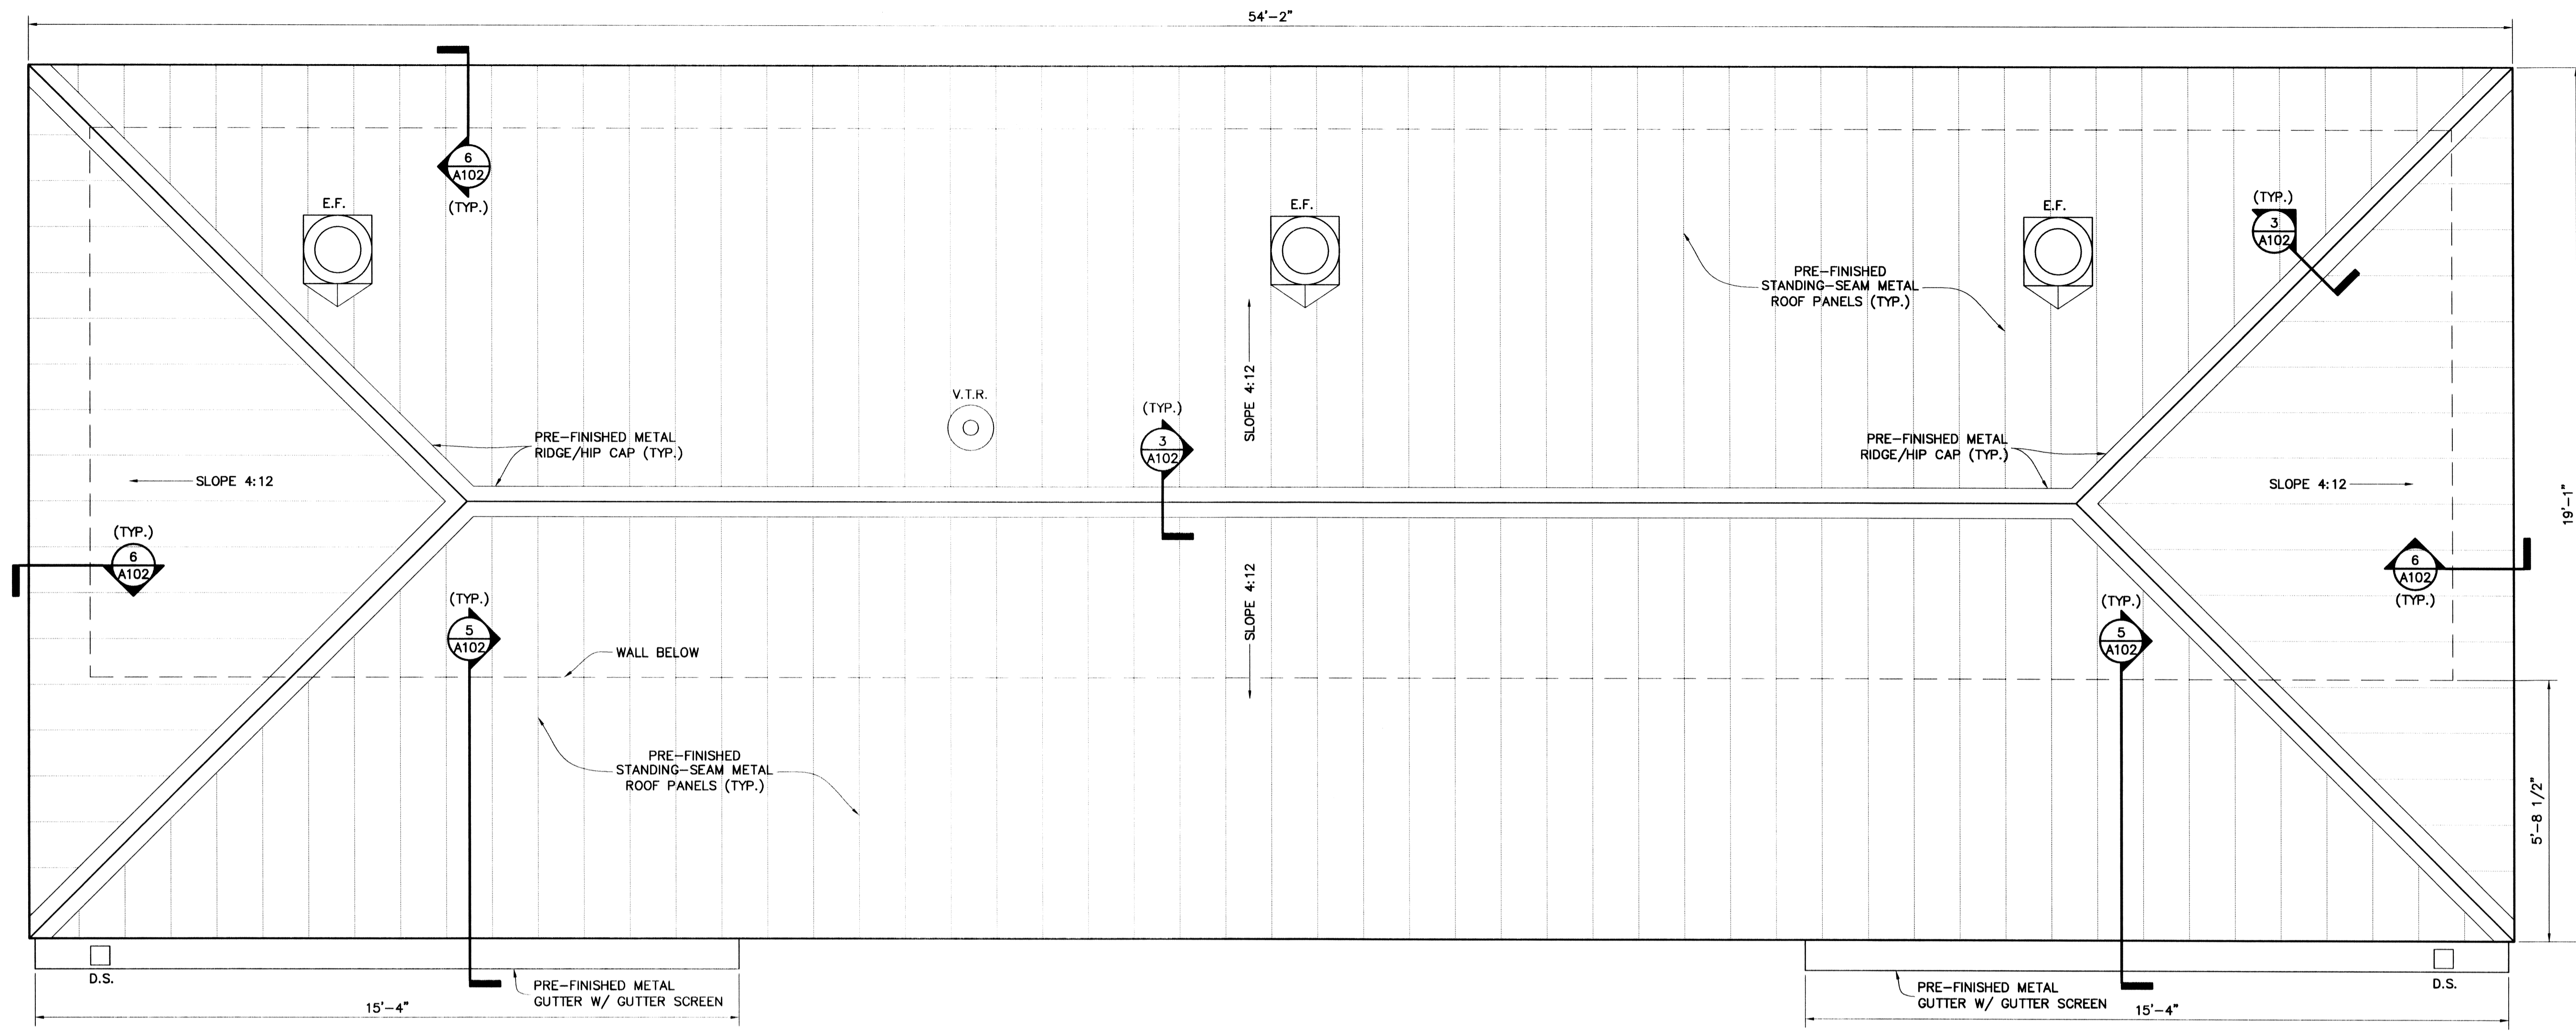 54'-2"
6
A102
(TYP.)
E.F.
E.F.
E.F.
(TYP.)
3
A102
PRE-FINISHED
STANDING-SEAM METAL
ROOF PANELS (TYP.)
SLOPE 4:12
V.T.R.
(TYP.)
3
A102
PRE-FINISHED METAL
RIDGE/HIP CAP (TYP.)
PRE-FINISHED METAL
RIDGE/HIP CAP (TYP.)
SLOPE 4:12
SLOPE 4:12
19'-1"
(TYP.)
6
A102
6
A102
(TYP.)
(TYP.)
5
A102
SLOPE 4:12
(TYP.)
5
A102
WALL BELOW
PRE-FINISHED
STANDING-SEAM METAL
ROOF PANELS (TYP.)
5'-8 1/2"
D.S.
PRE-FINISHED METAL
GUTTER W/ GUTTER SCREEN
15'-4"
PRE-FINISHED METAL
GUTTER W/ GUTTER SCREEN
D.S.
15'-4"